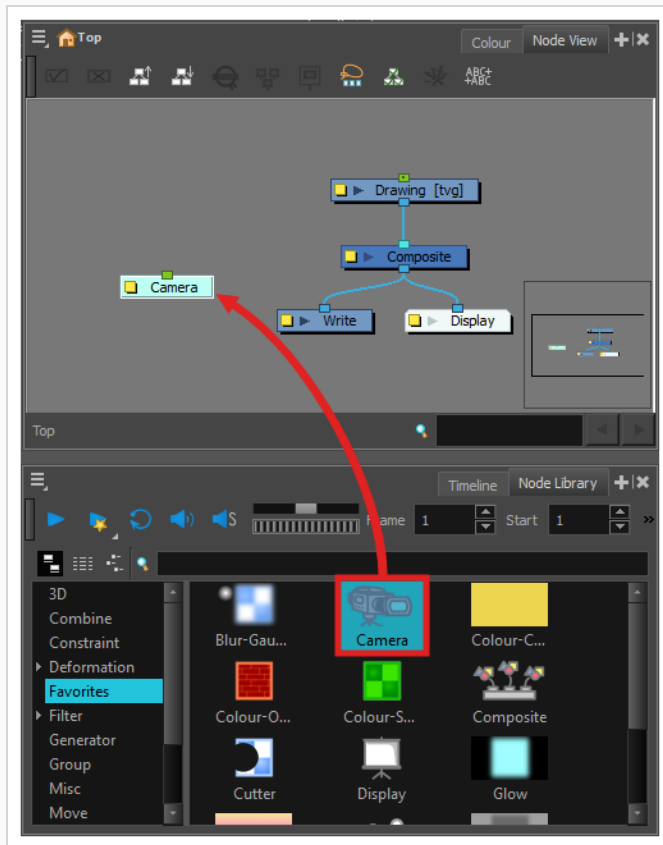 Top
Colour
Node View
ABC+
+ABC
Drawing [tvg]
Composite
Camera
Write
Display
Top
Timeline
Node Library
S
Frame 1
Start 1
3D
Combine
Constraint
Deformation
Favorites
Filter
Generator
Group
Misc
Move
Blur-Gau...
Camera
Colour-C...
Colour-O...
Colour-S...
Composite
Cutter
Display
Glow